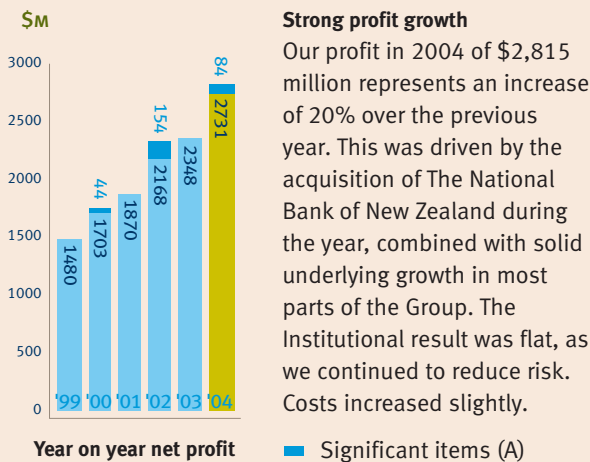 $M
3000
2500
2000
1500
1000
500
0
1480
44
1703
1870
154
2168
2348
84
2731
'99 '00 '01 '02 '03 '04
Year on year net profit
Strong profit growth
Our profit in 2004 of $2,815
million represents an increase
of 20% over the previous
year. This was driven by the
acquisition of The National
Bank of New Zealand during
the year, combined with solid
underlying growth in most
parts of the Group. The
Institutional result was flat, as
we continued to reduce risk.
Costs increased slightly.
Significant items (A)